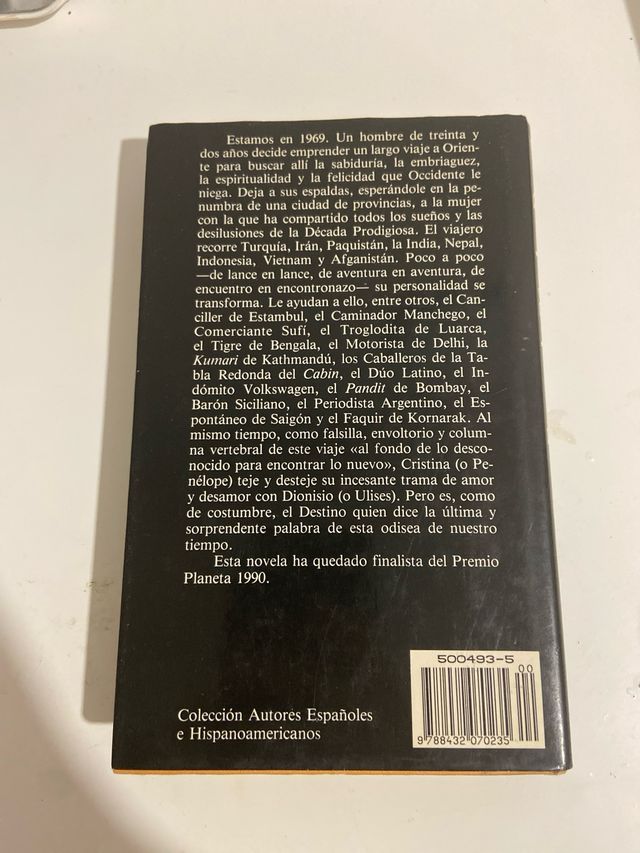 Estamos en 1969. Un hombre de treinta y
dos años decide emprender un largo viaje a Orien-
te para buscar allí la sabiduría, la embriaguez,
la espiritualidad y la felicidad que Occidente le
niega. Deja a sus espaldas, esperándole en la pe-
numbra de una ciudad de provincias, a la mujer
con la que ha compartido todos los sueños y las
desilusiones de la Década Prodigiosa. El viajero
recorre Turquía, Irán, Paquistán, la India, Nepal,
Indonesia, Vietnam y Afganistán. Poco a poco
—de lance en lance, de aventura en aventura, de
encuentro en encontronazo— su personalidad se
transforma. Le ayudan a ello, entre otros, el Can-
ciller de Estambul, el Caminador Manchego, el
Comerciante Sufí, el Troglodita de Luarca,
el Tigre de Bengala, el Motorista de Delhi, la
Kumari de Kathmandú, los Caballeros de la Ta-
bla Redonda del Cabin, el Dúo Latino, el In-
dómito Volkswagen, el Pandit de Bombay, el
Barón Siciliano, el Periodista Argentino, el Es-
pontáneo de Saigón y el Faquir de Kornarak. Al
mismo tiempo, como falsilla, envoltorio y colum-
na vertebral de este viaje «al fondo de lo desco-
nocido para encontrar lo nuevo», Cristina (o Pe-
nélope) teje y desteje su incesante trama de amor
y desamor con Dionisio (o Ulises). Pero es, como
de costumbre, el Destino quien dice la última y
sorprendente palabra de esta odisea de nuestro
tiempo.
Esta novela ha quedado finalista del Premio
Planeta 1990.
500493-5
00
9 788432 070235
Colección Autores Españoles
e Hispanoamericanos